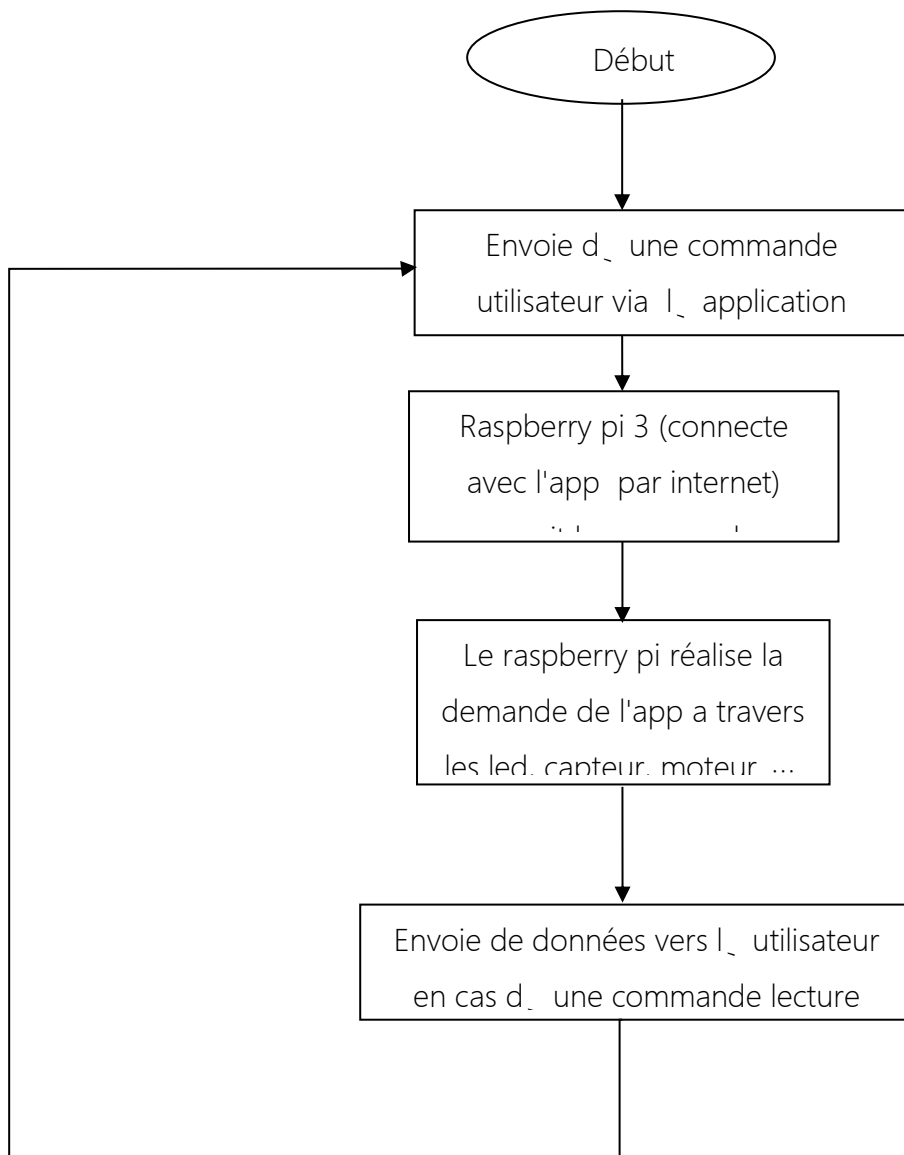 Début
Envoie d˛ une commande
utilisateur via l˛ application
Raspberry pi 3 (connecte
avec l'app par internet)
Le raspberry pi réalise la
demande de l'app a travers
les led, capteur, moteur ...
Envoie de données vers l˛ utilisateur
en cas d˛ une commande lecture